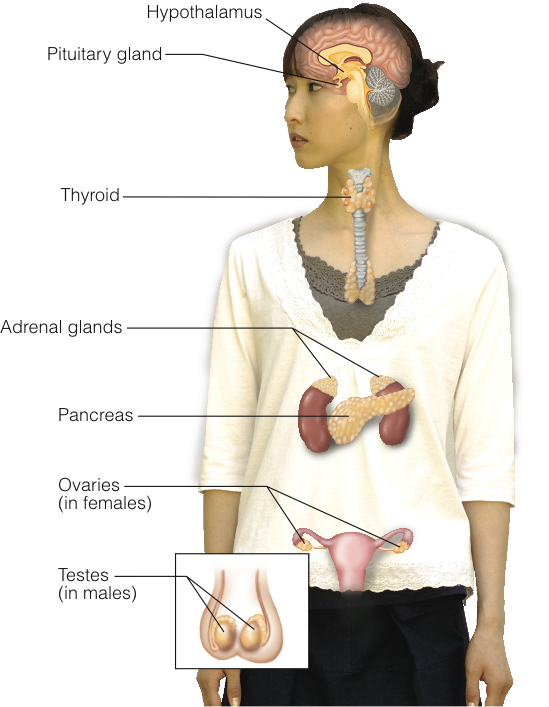 Hypothalamus
Pituitary gland
Thyroid
Adrenal glands
Pancreas
Ovaries
(in females)
Testes
(in males)